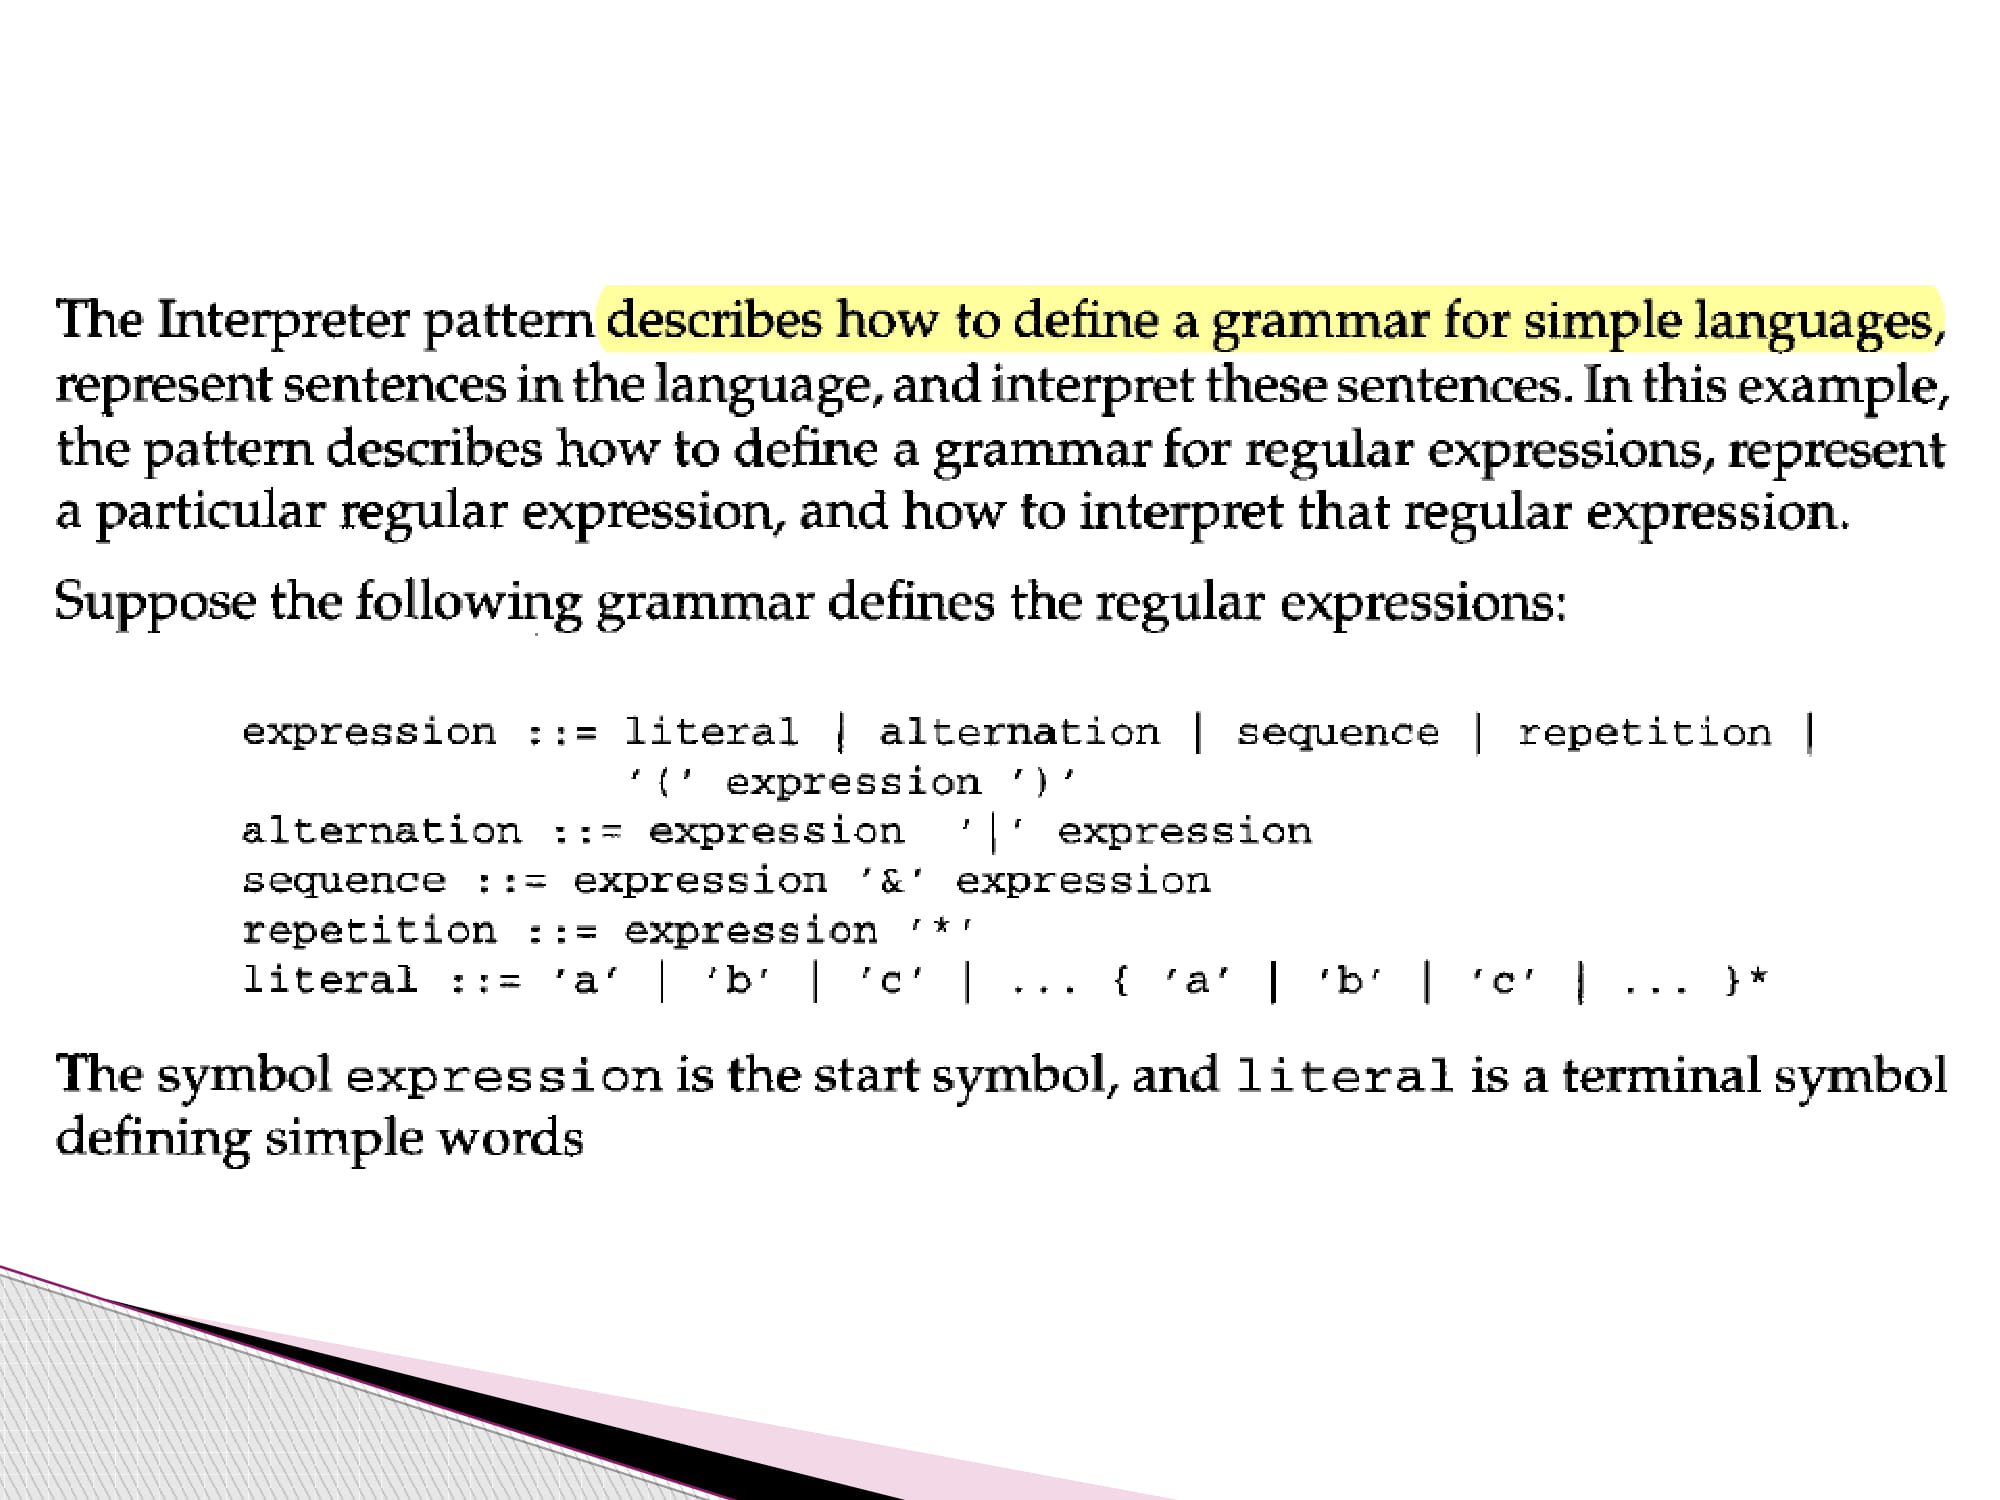 The Interpreter pattern describes how to define a grammar for simple languages,
represent sentences in the language, and interpret these sentences. In this example,
the pattern describes how to define a grammar for regular expressions, represent
a particular regular expression, and how to interpret that regular expression.
Suppose the following grammar defines the regular expressions:
expression ::= literal | alternation | sequence | repetition |
'(' expression ')'
alternation ::= expression '|' expression
sequence ::= expression '&' expression
repetition ::= expression '*'
literal ::= 'a' | 'b' | 'c' | ... { 'a' | 'b' | 'c' | ... }*
The symbol expression is the start symbol, and literal is a terminal symbol
defining simple words